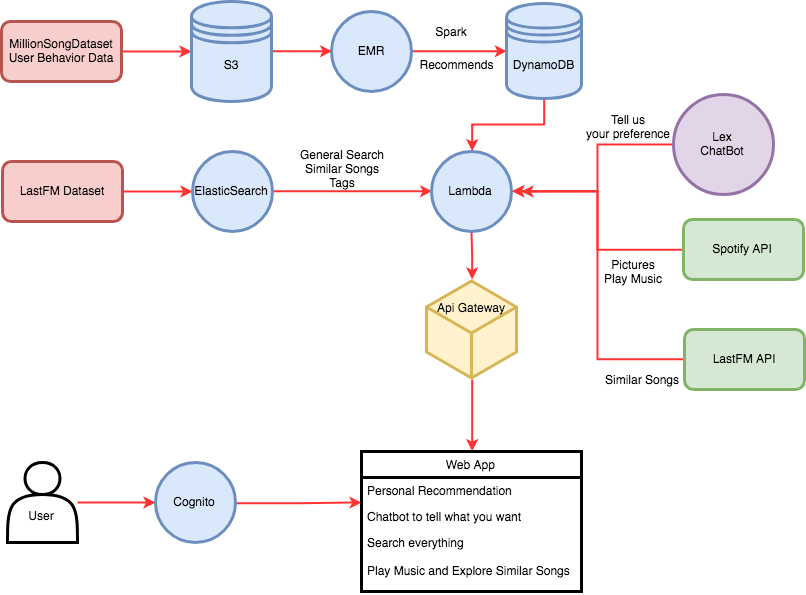 MillionSongDataset
User Behavior Data
S3
EMR
Spark
Recommends
DynamoDB
Tell us
your preference
Lex
ChatBot
LastFM Dataset
ElasticSearch
General Search
Similar Songs
Tags
Lambda
Spotify API
Pictures
Play Music
Api Gateway
LastFM API
Similar Songs
User
Cognito
Web App
Personal Recommendation
Chatbot to tell what you want
Search everything
Play Music and Explore Similar Songs